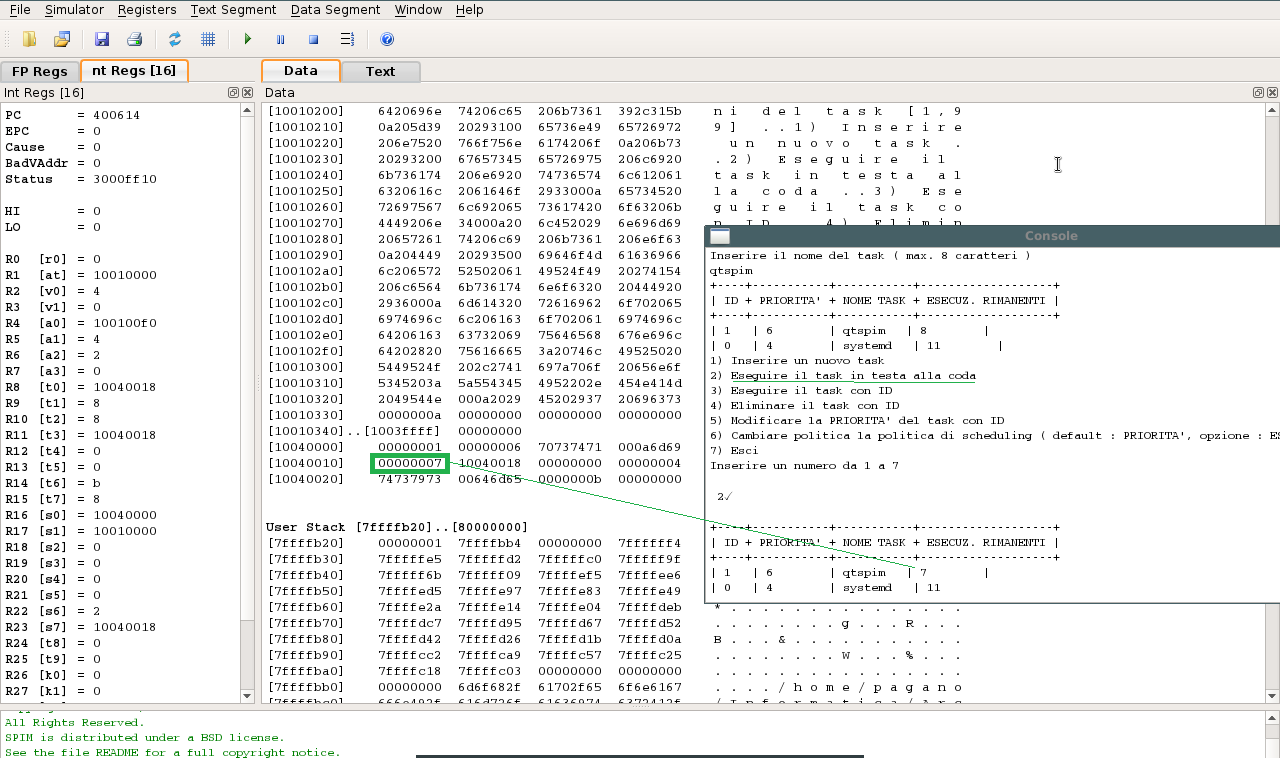 File Simulator Registers Text Segment Data Segment Window Help
FP Regs nt Regs [16] Data Text
Int Regs [16]
PC = 400614
EPC = 0
Cause = 0
BadVAddr = 0
Status = 3000ff10
HI = 0
LO = 0
R0 [r0] = 0
R1 [at] = 10010000
R2 [v0] = 4
R3 [v1] = 0
R4 [a0] = 100100f0
R5 [a1] = 4
R6 [a2] = 2
R7 [a3] = 0
R8 [t0] = 10040018
R9 [t1] = 8
R10 [t2] = 8
R11 [t3] = 10040018
R12 [t4] = 0
R13 [t5] = 0
R14 [t6] = b
R15 [t7] = 8
R16 [s0] = 10040000
R17 [s1] = 10010000
R18 [s2] = 0
R19 [s3] = 0
R20 [s4] = 0
R21 [s5] = 0
R22 [s6] = 2
R23 [s7] = 10040018
R24 [t8] = 0
R25 [t9] = 0
R26 [k0] = 0
R27 [k1] = 0
Data
[10010200] 6420696e 74206c65 206b7361 392c315b n i d e l t a s k [ 1 , 9
[10010210] 0a205d39 20293100 65736e49 65726972 9 ] . . 1 ) I n s e r i r e
[10010220] 206e7520 766f756e 6174206f 0a206b73 u n n u o v o t a s k .
[10010230] 20293200 67657345 65726975 206c6920 . 2 ) E s e g u i r e i l
[10010240] 6b736174 206e6920 74736574 6c612061 t a s k i n t e s t a a l
[10010250] 6320616c 2061646f 2933000a 65734520 l a c o d a . . 3 ) E s e
[10010260] 72697567 6c692065 73617420 6f63206b g u i r e i l t a s k c o
[10010270] 4449206e 34000a20 6c452029 6e696d69 n I D . . 4 ) E l i m i n
[10010280] 20657261 74206c69 206b7361 206e6f63
[10010290] 0a204449 20293500 69646f4d 61636966
[100102a0] 6c206572 52502061 49524f49 20274154
[100102b0] 206c6564 6b736174 6e6f6320 20444920
[100102c0] 2936000a 6d614320 72616962 6f702065
[100102d0] 6974696c 6c206163 6f702061 6974696c
[100102e0] 64206163 63732069 75646568 676e696c
[100102f0] 64202820 75616665 3a20746c 49525020
[10010300] 5449524f 202c2741 697a706f 20656e6f
[10010310] 5345203a 5a554345 4952202e 454e414d
[10010320] 2049544e 000a2029 45202937 20696373
[10010330] 0000000a 00000000 00000000 00000000
[10010340]..[1003ffff] 00000000
[10040000] 00000001 00000006 70737471 000a6d69
[10040010] 00000007 10040018 00000000 00000004
[10040020] 74737973 00646d65 0000000b 00000000
User Stack [7ffffb20]..[80000000]
[7ffffb20] 00000001 7ffffbb4 00000000 7ffffff4
[7ffffb30] 7fffffe5 7fffffd2 7fffffc0 7fffff9f
[7ffffb40] 7fffff6b 7fffff09 7ffffef5 7ffffee6
[7ffffb50] 7ffffed5 7ffffe97 7ffffe83 7ffffe49
[7ffffb60] 7ffffe2a 7ffffe14 7ffffe04 7ffffdeb * . . . . . . . . . . . . . . .
[7ffffb70] 7ffffdc7 7ffffd95 7ffffd67 7ffffd52 . . . . . . . . g . . . R . . .
[7ffffb80] 7ffffd42 7ffffd26 7ffffd1b 7ffffd0a B . . . & . . . . . . . . . . .
[7ffffb90] 7ffffcc2 7ffffca9 7ffffc57 7ffffc25 . . . . . . . . W . . . % . . .
[7ffffba0] 7ffffc18 7ffffc03 00000000 00000000 . . . . . . . . . . . . . . . .
[7ffffbb0] 00000000 6d6f682f 61702f65 6f6e6167 . . . . / h o m e / p a g a n o
Console
Inserire il nome del task ( max. 8 caratteri )
qtspim
| ID + PRIORITA' + NOME TASK + ESECUZ. RIMANENTI |
| 1 | 6 | qtspim | 8 |
| 0 | 4 | systemd | 11 |
1) Inserire un nuovo task
2) Eseguire il task in testa alla coda
3) Eseguire il task con ID
4) Eliminare il task con ID
5) Modificare la PRIORITA' del task con ID
6) Cambiare politica la politica di scheduling ( default : PRIORITA', opzione : ES
7) Esci
Inserire un numero da 1 a 7
2✓
| ID + PRIORITA' + NOME TASK + ESECUZ. RIMANENTI |
| 1 | 6 | qtspim | 7 |
| 0 | 4 | systemd | 11
All Rights Reserved.
SPIM is distributed under a BSD license.
See the file README for a full copyright notice.